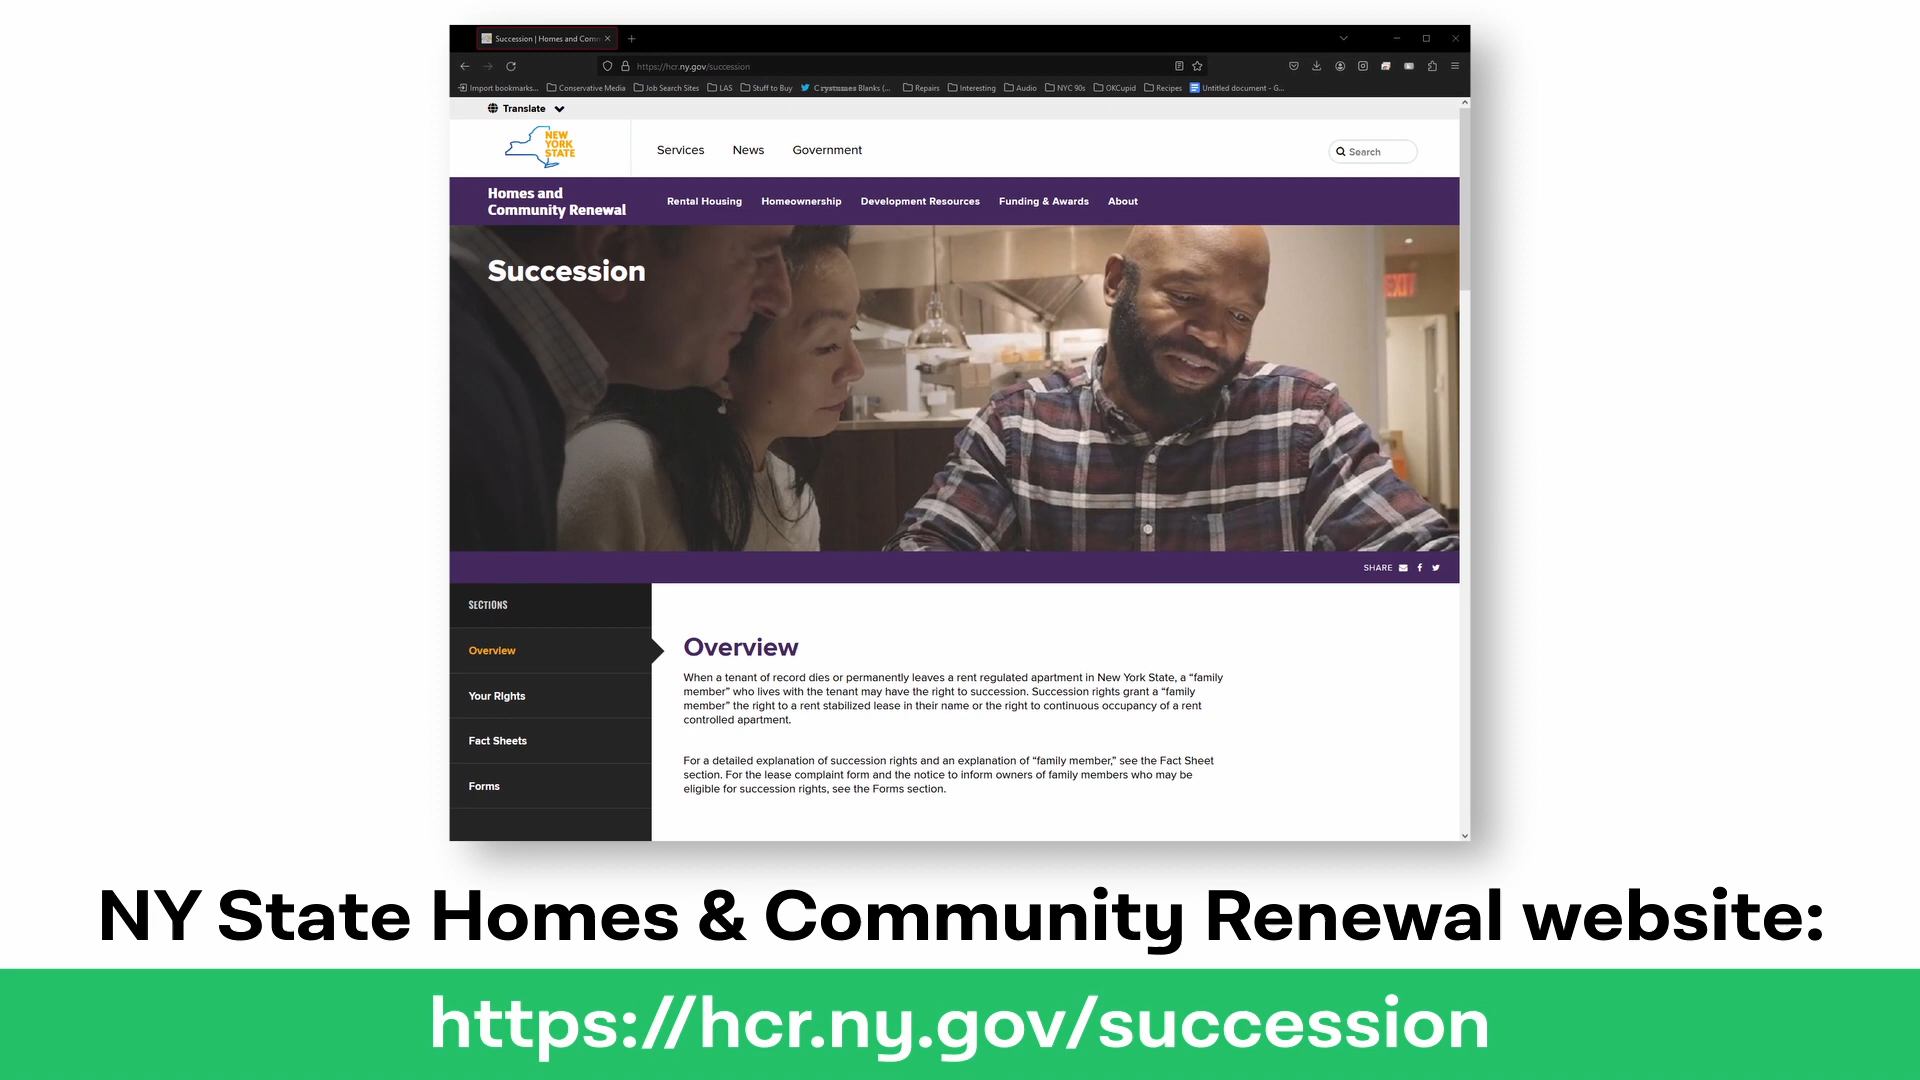 Succession | Homes and Comm
https://hcr.ny.gov/succession
Import bookmarks...
Conservative Media
Job Search Sites
LAS
Stuff to Buy
Blanks (...
Repairs
Interesting
Audio
NYC 90s
OKCupid
Recipes
Untitled document - G...
Translate
NEW
YORK
STATE
Services
News
Government
Search
Homes and
Community Renewal
Rental Housing
Homeownership
Development Resources
Funding & Awards
About
Succession
EXIT
SHARE
SECTIONS
Overview
Your Rights
Fact Sheets
Forms
Overview
When a tenant of record dies or permanently leaves a rent regulated apartment in New York State, a “family
member” who lives with the tenant may have the right to succession. Succession rights grant a “family
member” the right to a rent stabilized lease in their name or the right to continuous occupancy of a rent
controlled apartment.
For a detailed explanation of succession rights and an explanation of “family member,” see the Fact Sheet
section. For the lease complaint form and the notice to inform owners of family members who may be
eligible for succession rights, see the Forms section.
NY State Homes & Community Renewal website:
https://hcr.ny.gov/succession